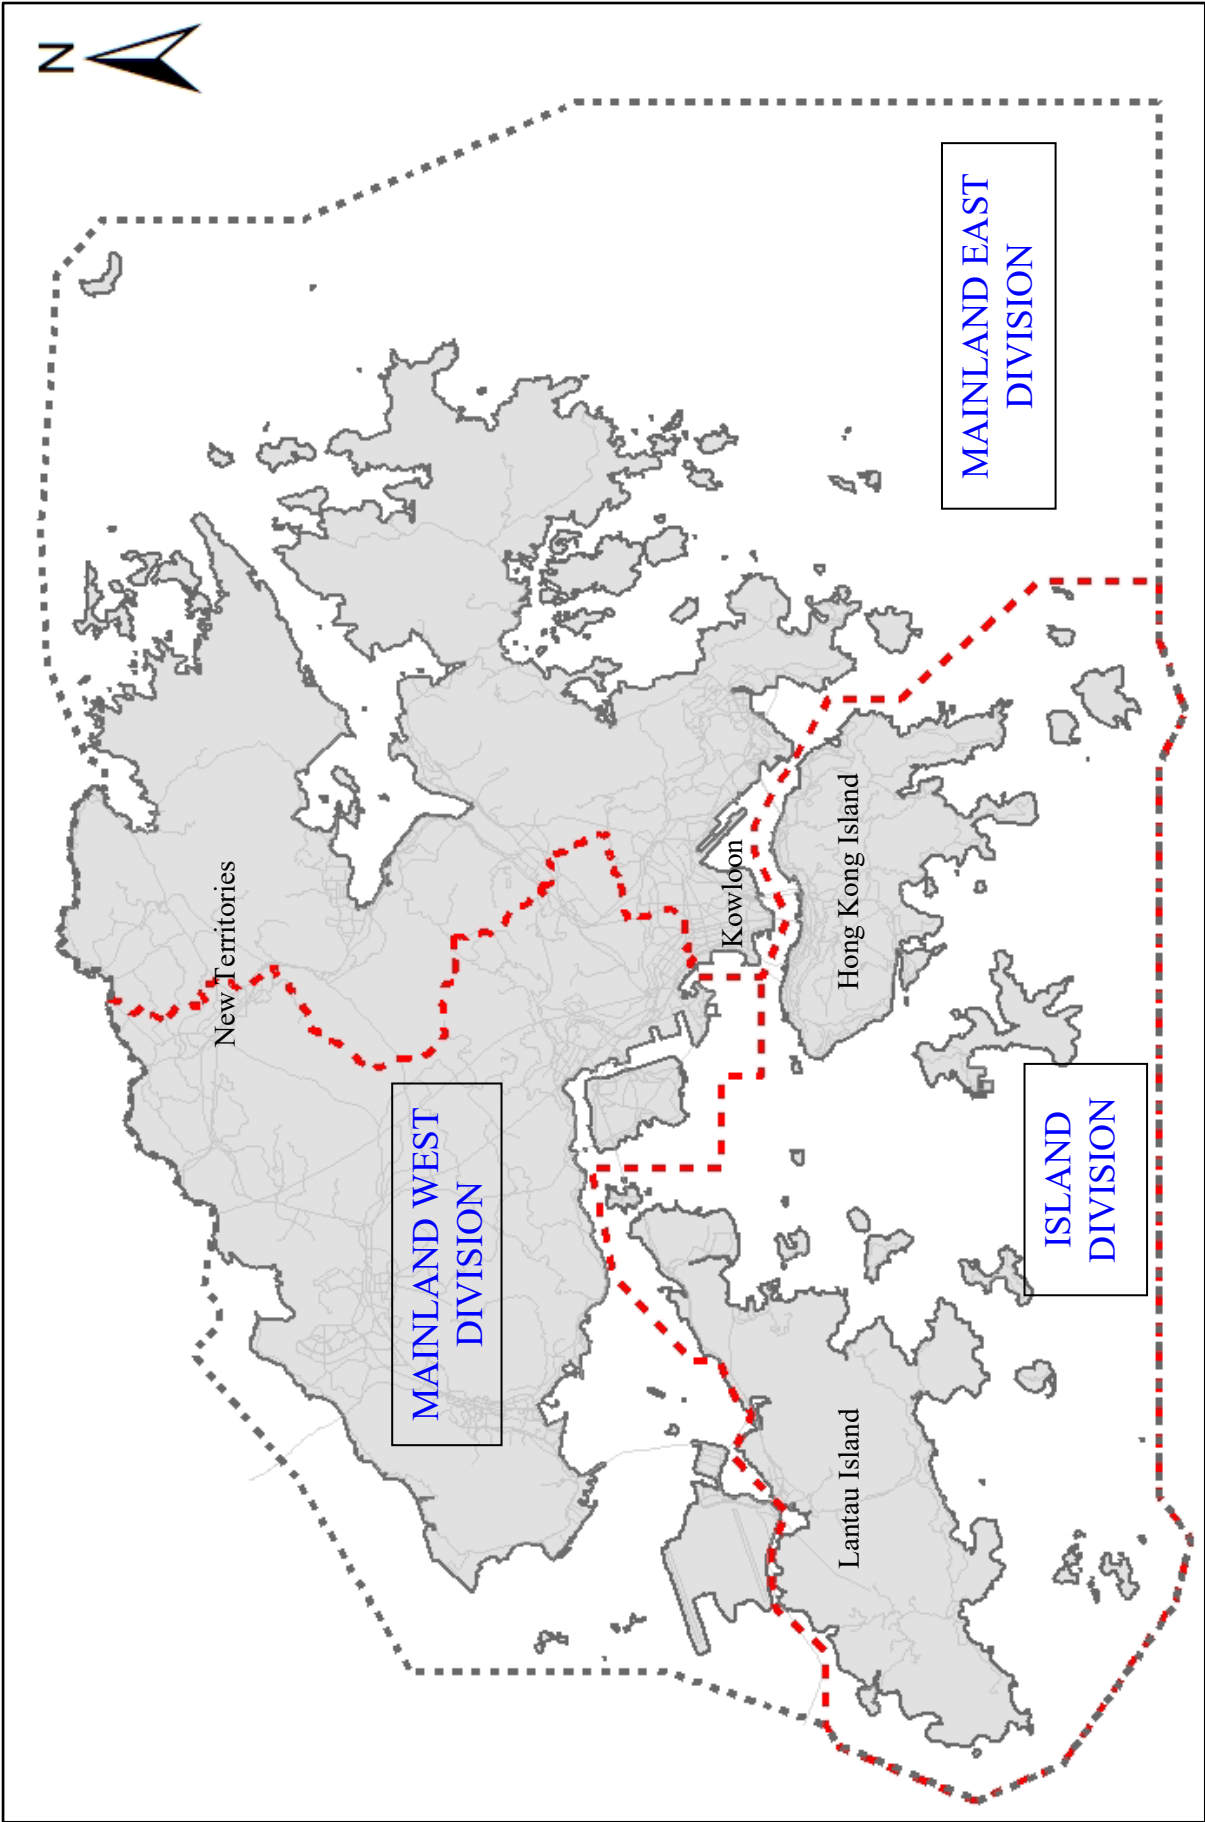 N
New Territories
MAINLAND WEST
DIVISION
Kowloon
Hong Kong Island
Lantau Island
MAINLAND EAST
DIVISION
ISLAND
DIVISION